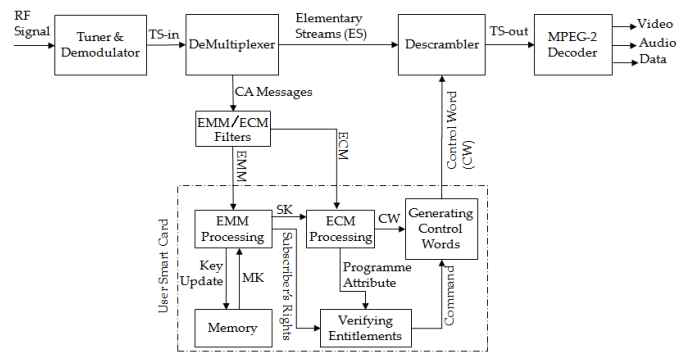 RF
Signal
Tuner &
Demodulator
TS-in
DeMultiplexer
Elementary
Streams (ES)
Descrambler
TS-out
MPEG-2
Decoder
Video
Audio
Data
CA Messages
EMM/ECM
Filters
EMM
ECM
Control Word
(CW)
User Smart Card
EMM
Processing
SK
ECM
Processing
CW
Generating
Control
Words
Key
Update
MK
Subscriber's Rights
Programme
Attribute
Command
Memory
Verifying
Entitlements